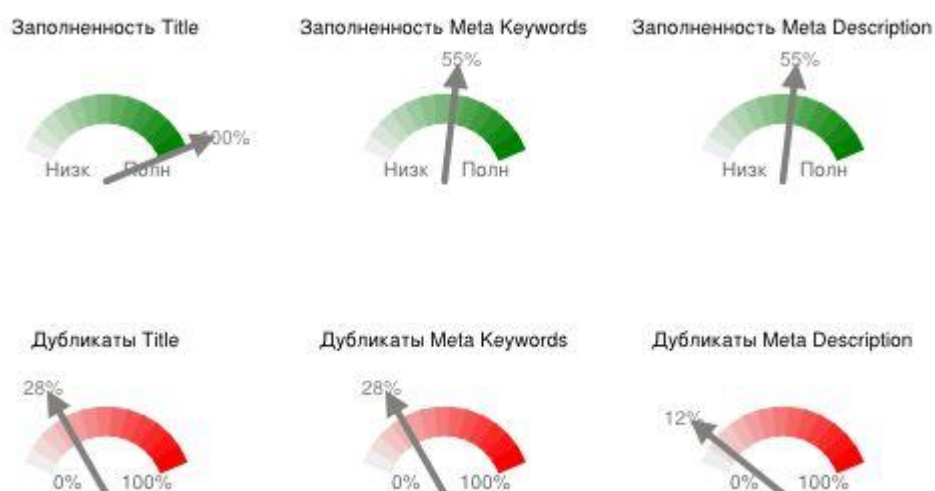 Заполненность Title
Заполненность Meta Keywords
Заполненность Meta Description
100%
Низк
Полн
55%
Низк
Полн
55%
Низк
Полн
Дубликаты Title
Дубликаты Meta Keywords
Дубликаты Meta Description
28%
0%
100%
28%
0%
100%
12%
0%
100%